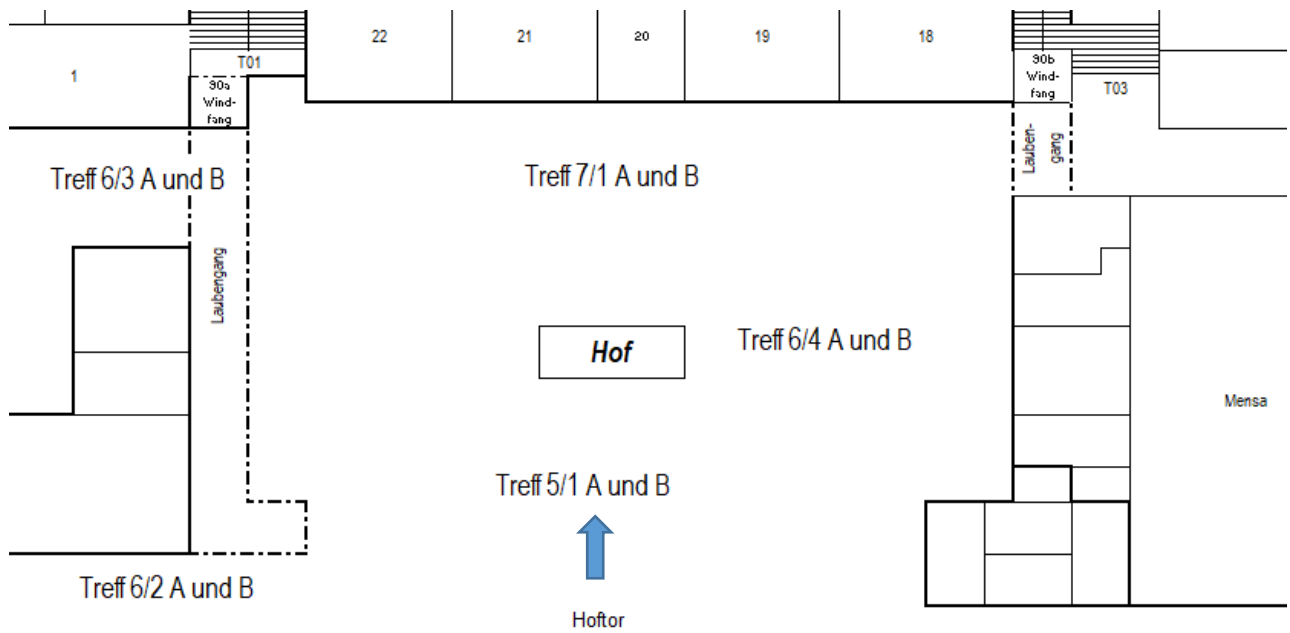 22
21
20
19
18
1
T01
90a
Wind-
fang
90b
Wind-
fang
T03
Lauben-
gang
Treff 6/3 A und B
Treff 7/1 A und B
Laubengang
Hof
Treff 6/4 A und B
Mensa
Treff 5/1 A und B
Treff 6/2 A und B
Hoftor